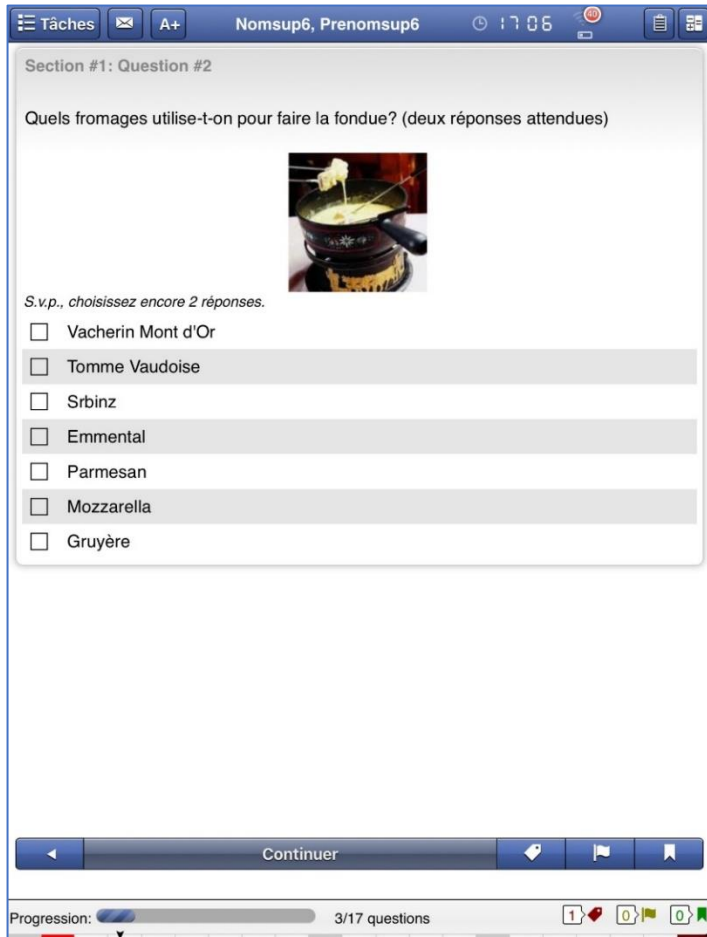 Tâches A+ Nomsup6, Prenomsup6 17 06 40
Section #1: Question #2
Quels fromages utilise-t-on pour faire la fondue? (deux réponses attendues)
S.v.p., choisissez encore 2 réponses.
Vacherin Mont d'Or
Tomme Vaudoise
Srbinz
Emmental
Parmesan
Mozzarella
Gruyère
Continuer
Progression: 3/17 questions 1 0 0